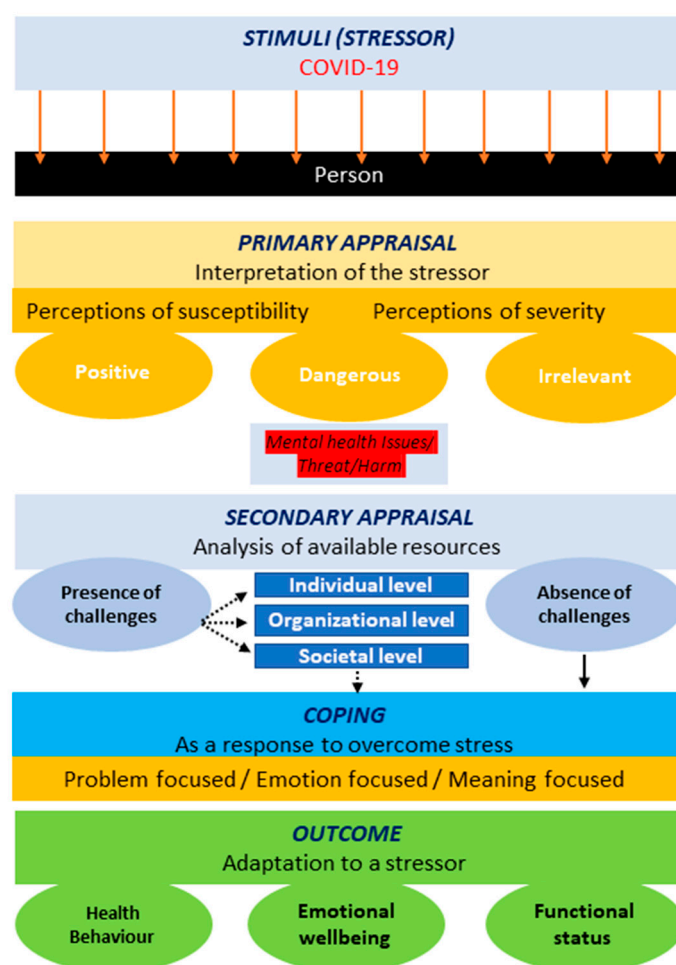 STIMULI (STRESSOR)
COVID-19
Person
PRIMARY APPRAISAL
Interpretation of the stressor
Perceptions of susceptibility Perceptions of severity
Positive
Dangerous
Irrelevant
Mental health Issues/
Threat/Harm
SECONDARY APPRAISAL
Analysis of available resources
Presence of
challenges
Individual level
Organizational level
Societal level
Absence of
challenges
COPING
As a response to overcome stress
Problem focused / Emotion focused / Meaning focused
OUTCOME
Adaptation to a stressor
Health
Behaviour
Emotional
wellbeing
Functional
status